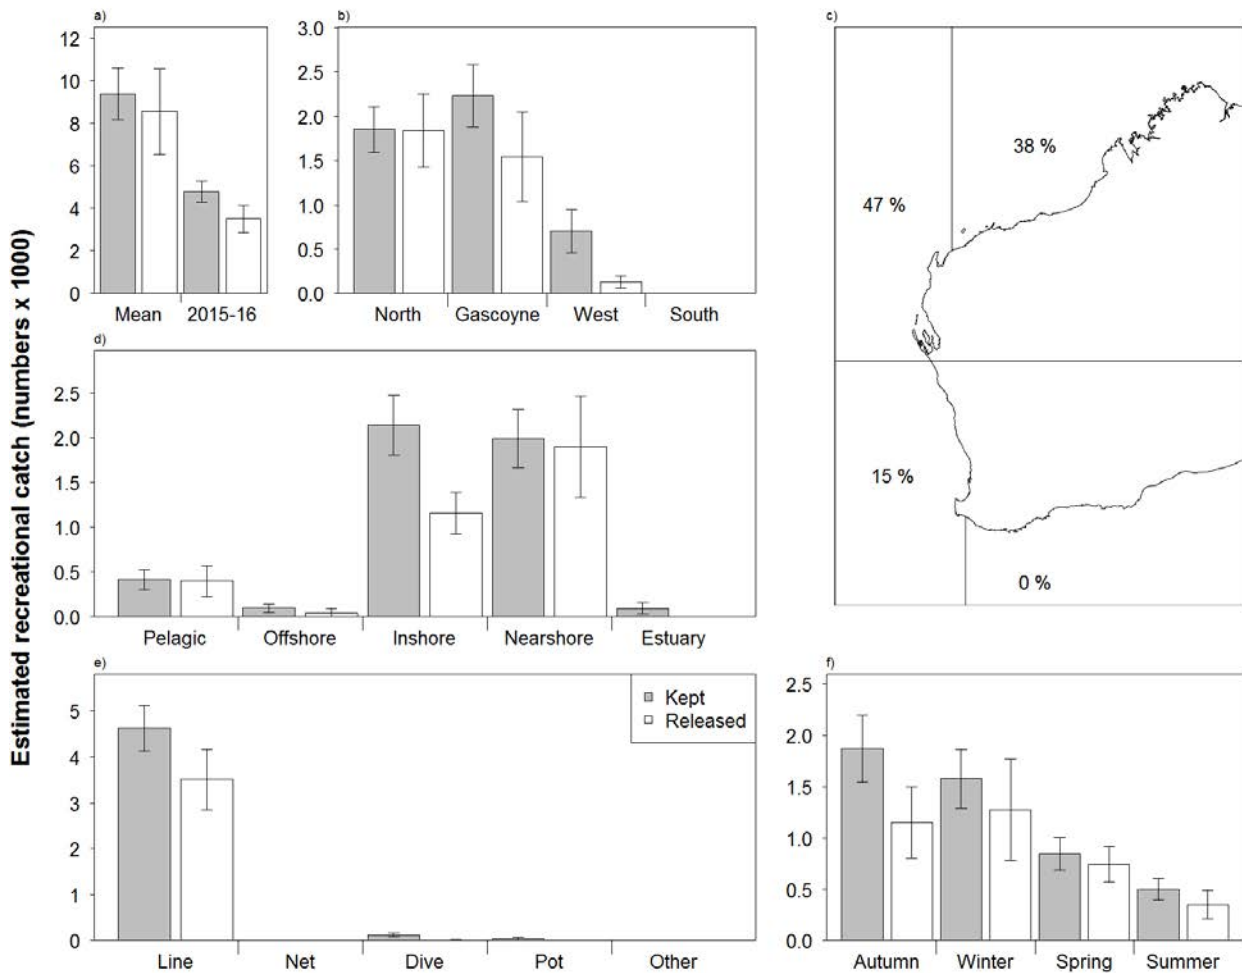 Estimated recreational catch (numbers x 1000)
a)
12
10
8
6
4
2
0
Mean 2015-16
b)
3.0
2.5
2.0
1.5
1.0
0.5
0.0
North Gascoyne West South
c)
38 %
47 %
15 %
0 %
d)
2.5
2.0
1.5
1.0
0.5
0.0
Pelagic Offshore Inshore Nearshore Estuary
e)
5
4
3
2
1
0
Kept
Released
Line Net Dive Pot Other
f)
2.5
2.0
1.5
1.0
0.5
0.0
Autumn Winter Spring Summer